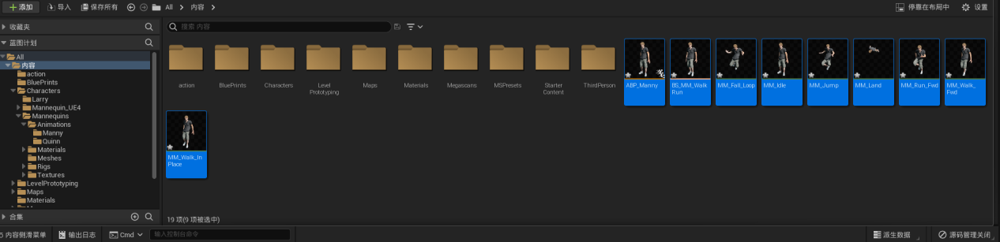 添加 导入 保存所有 All 内容 停靠在布局中 设置
收藏夹
搜索 内容
蓝图计划
All
内容
action
BluePrints
Characters
Larry
Mannequin_UE4
Mannequins
Animations
Manny
Quinn
Materials
Meshes
Rigs
Textures
LevelPrototyping
Maps
Materials
合集
action BluePrints Characters Level Prototyping Maps Materials Megascans MSPresets Starter Content ThirdPerson
ABP_Manny BS_MM_Walk Run MM_Fall_Loop MM_Idle MM_Jump MM_Land MM_Run_Fwd MM_Walk_ Fwd
MM_Walk_In Place
19 项(9 项被选中)
内容侧滑菜单 输出日志 Cmd 输入控制台命令 派生数据 源码管理关闭